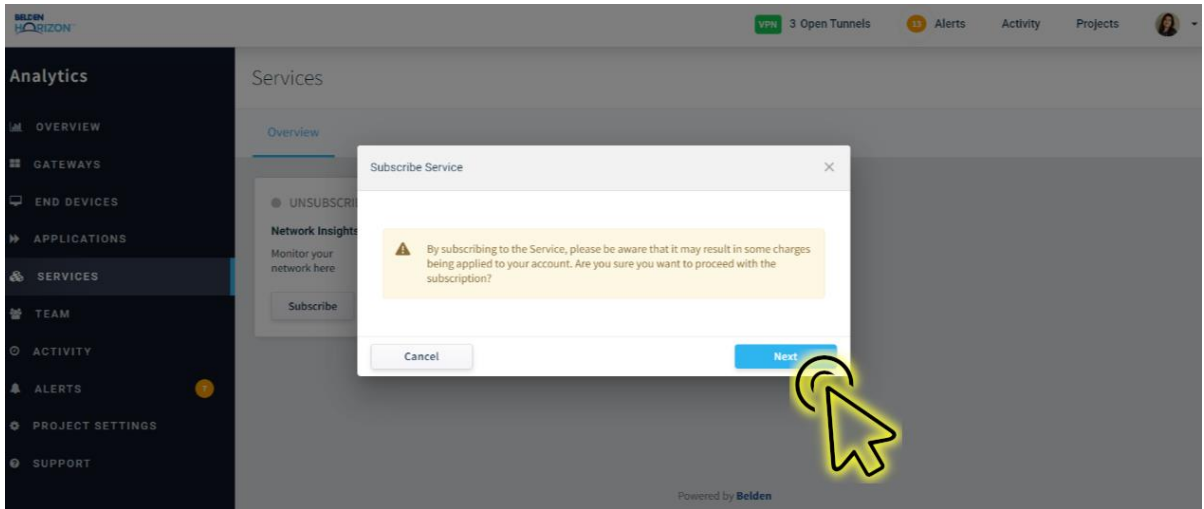 BELDEN
HORIZON
VPN 3 Open Tunnels 13 Alerts Activity Projects
Analytics
Services
OVERVIEW
GATEWAYS
END DEVICES
APPLICATIONS
SERVICES
TEAM
ACTIVITY
ALERTS 7
PROJECT SETTINGS
SUPPORT
Overview
UNSUBSCRI
Network Insights
Monitor your
network here
Subscribe
Subscribe Service
By subscribing to the Service, please be aware that it may result in some charges
being applied to your account. Are you sure you want to proceed with the
subscription?
Cancel Next
Powered by Belden